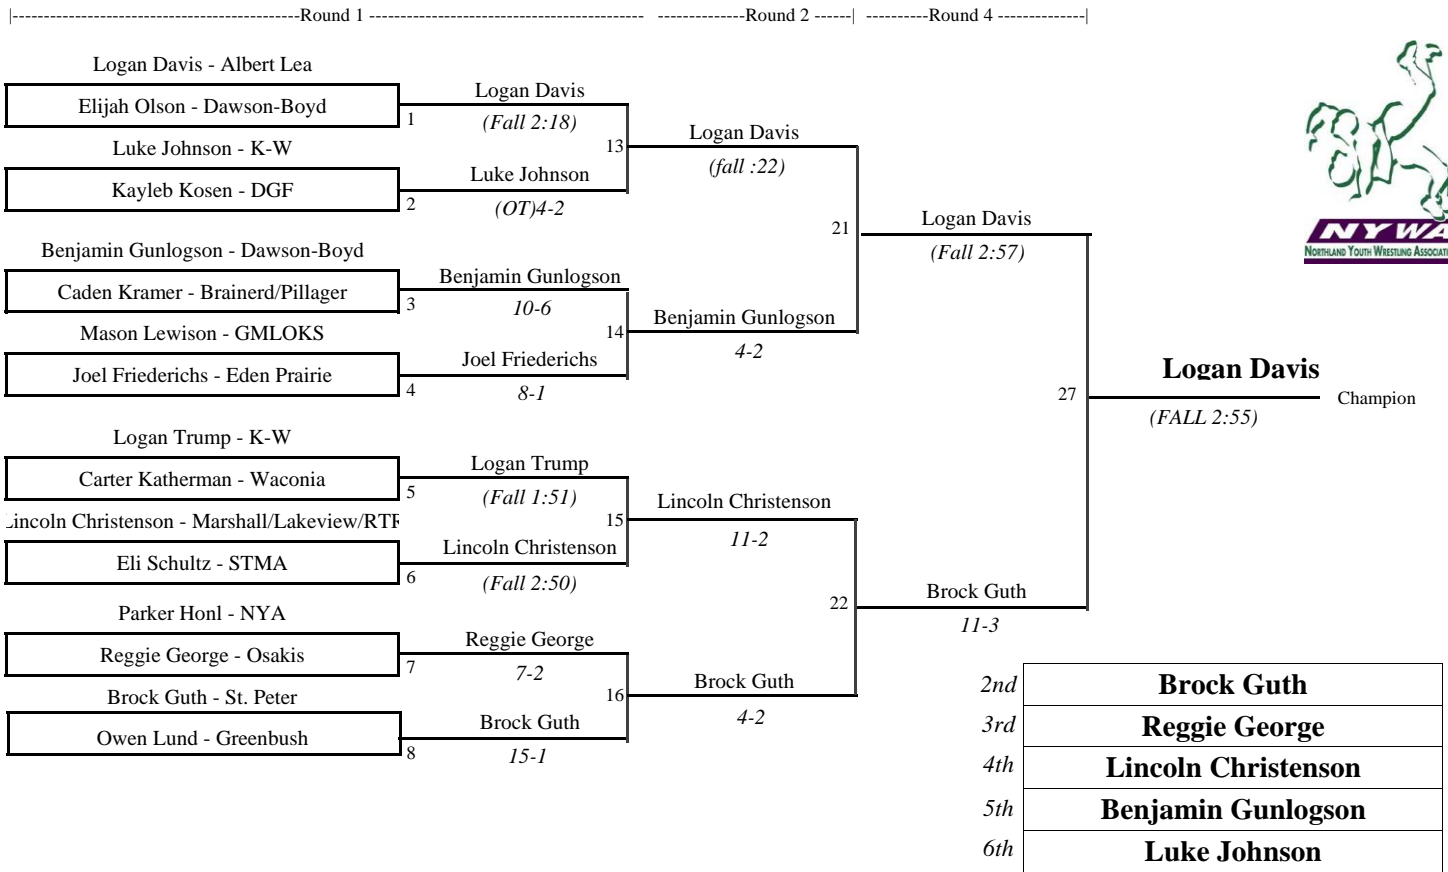 |--------------------------------------------Round 1 ------------------------------------------ --------------Round 2 ------| ----------Round 4 --------------|
Logan Davis - Albert Lea
Elijah Olson - Dawson-Boyd
1
Logan Davis
(Fall 2:18)
Luke Johnson - K-W
Kayleb Kosen - DGF
2
Luke Johnson
(OT)4-2
13
Logan Davis
(fall :22)
Benjamin Gunlogson - Dawson-Boyd
Caden Kramer - Brainerd/Pillager
3
Benjamin Gunlogson
10-6
Mason Lewison - GMLOKS
Joel Friederichs - Eden Prairie
4
Joel Friederichs
8-1
14
Benjamin Gunlogson
4-2
21
Logan Davis
(Fall 2:57)
Logan Trump - K-W
Carter Katherman - Waconia
5
Logan Trump
(Fall 1:51)
Lincoln Christenson - Marshall/Lakeview/RTR
Eli Schultz - STMA
6
Lincoln Christenson
(Fall 2:50)
15
Lincoln Christenson
11-2
Parker Honl - NYA
Reggie George - Osakis
7
Reggie George
7-2
Brock Guth - St. Peter
Owen Lund - Greenbush
8
Brock Guth
15-1
16
Brock Guth
4-2
22
Brock Guth
11-3
27
Logan Davis
(FALL 2:55)
Champion
NYWA
NORTHLAND YOUTH WRESTLING
2nd Brock Guth
3rd Reggie George
4th Lincoln Christenson
5th Benjamin Gunlogson
6th Luke Johnson